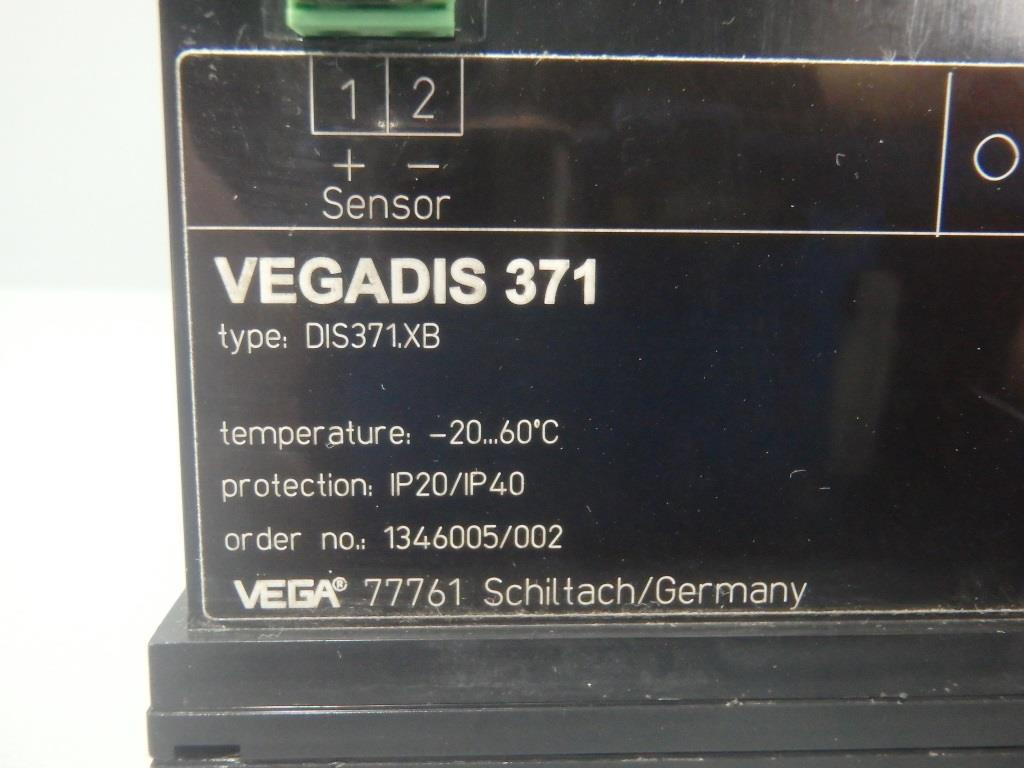 1 2
+ −
Sensor
VEGADIS 371
type: DIS371.XB
temperature: -20...60°C
protection: IP20/IP40
order no.: 1346005/002
VEGA® 77761 Schiltach/Germany